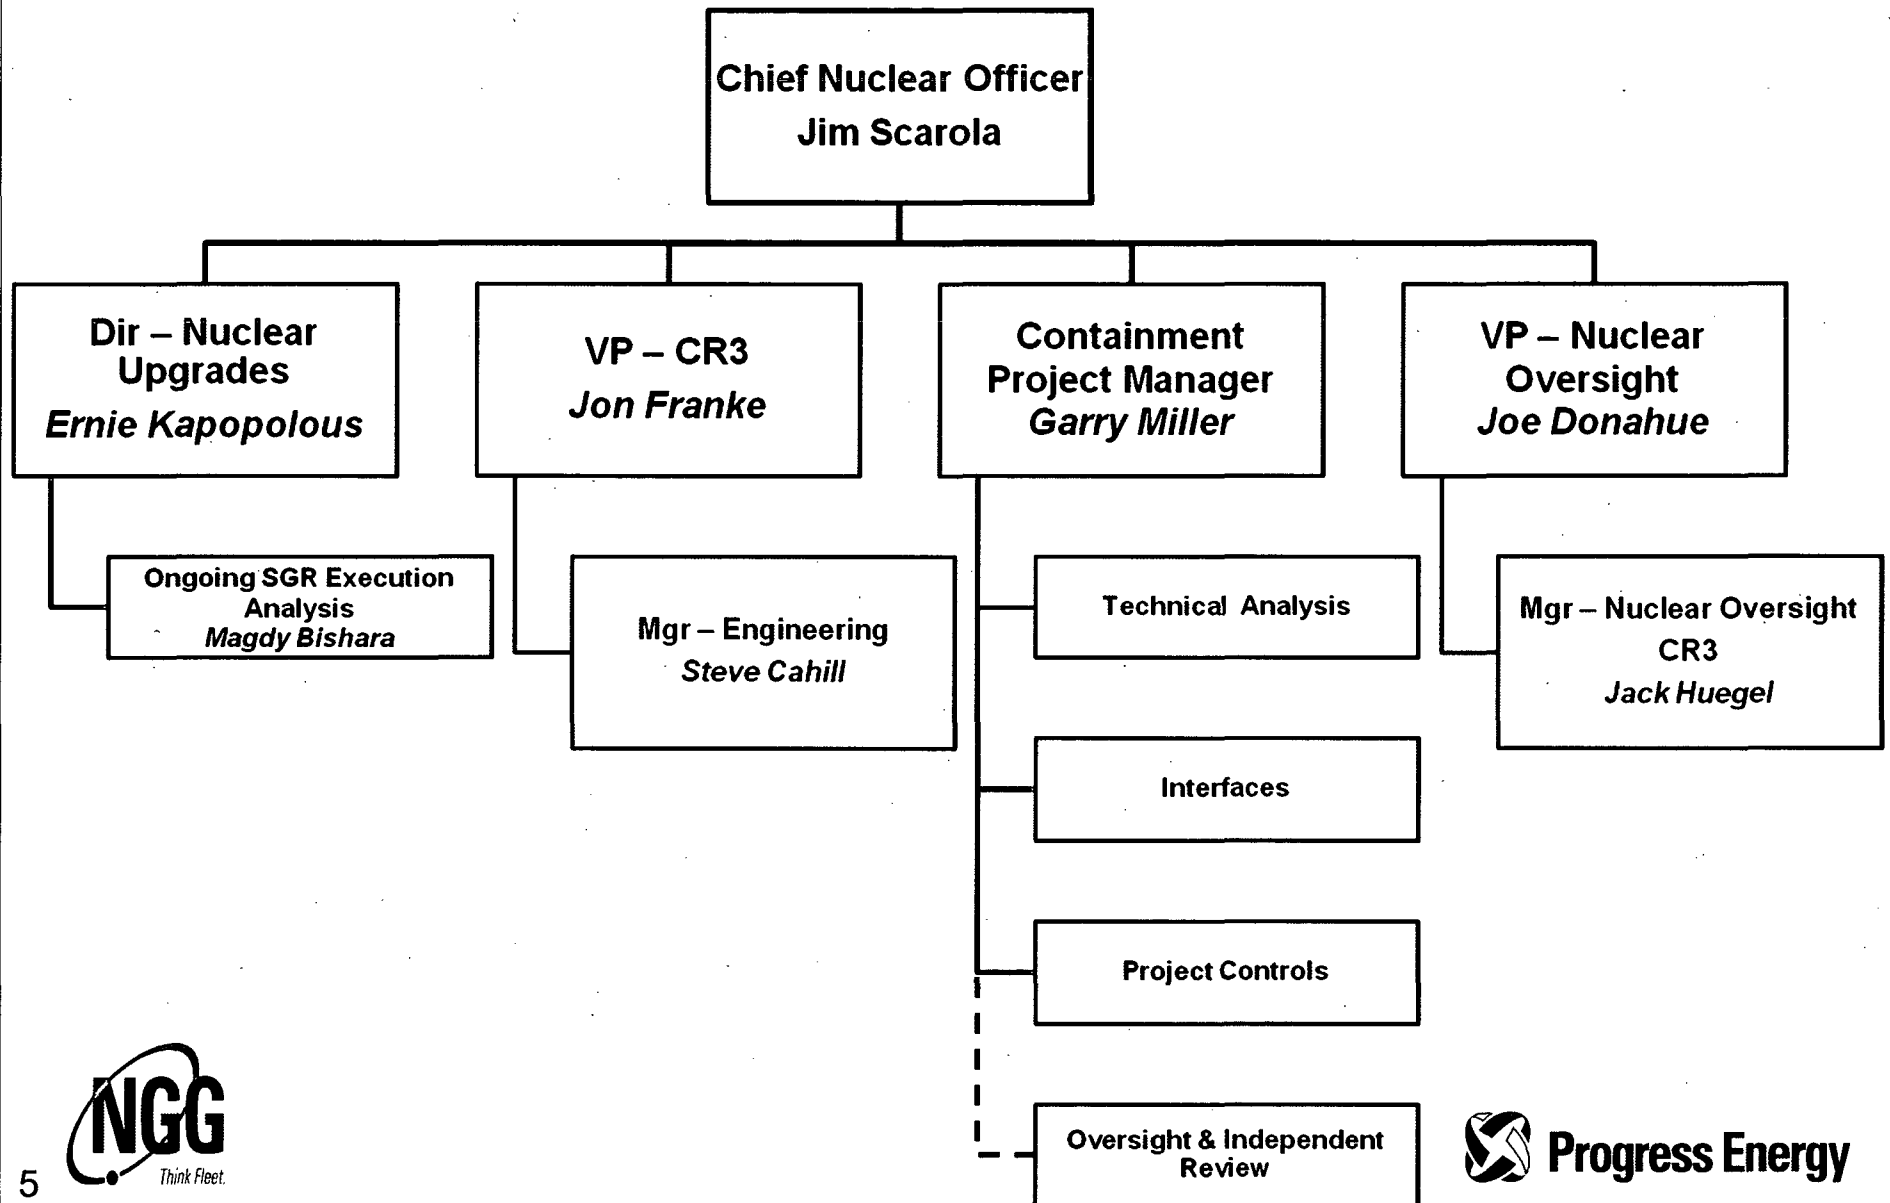 Chief Nuclear Officer
Jim Scarola
Dir – Nuclear
Upgrades
Ernie Kapopolous
VP – CR3
Jon Franke
Containment
Project Manager
Garry Miller
VP – Nuclear
Oversight
Joe Donahue
Ongoing SGR Execution
Analysis
Magdy Bishara
Mgr – Engineering
Steve Cahill
Technical Analysis
Mgr – Nuclear Oversight
CR3
Jack Huegel
Interfaces
Project Controls
Oversight & Independent
Review
NGG
Think Fleet.
5
Progress Energy